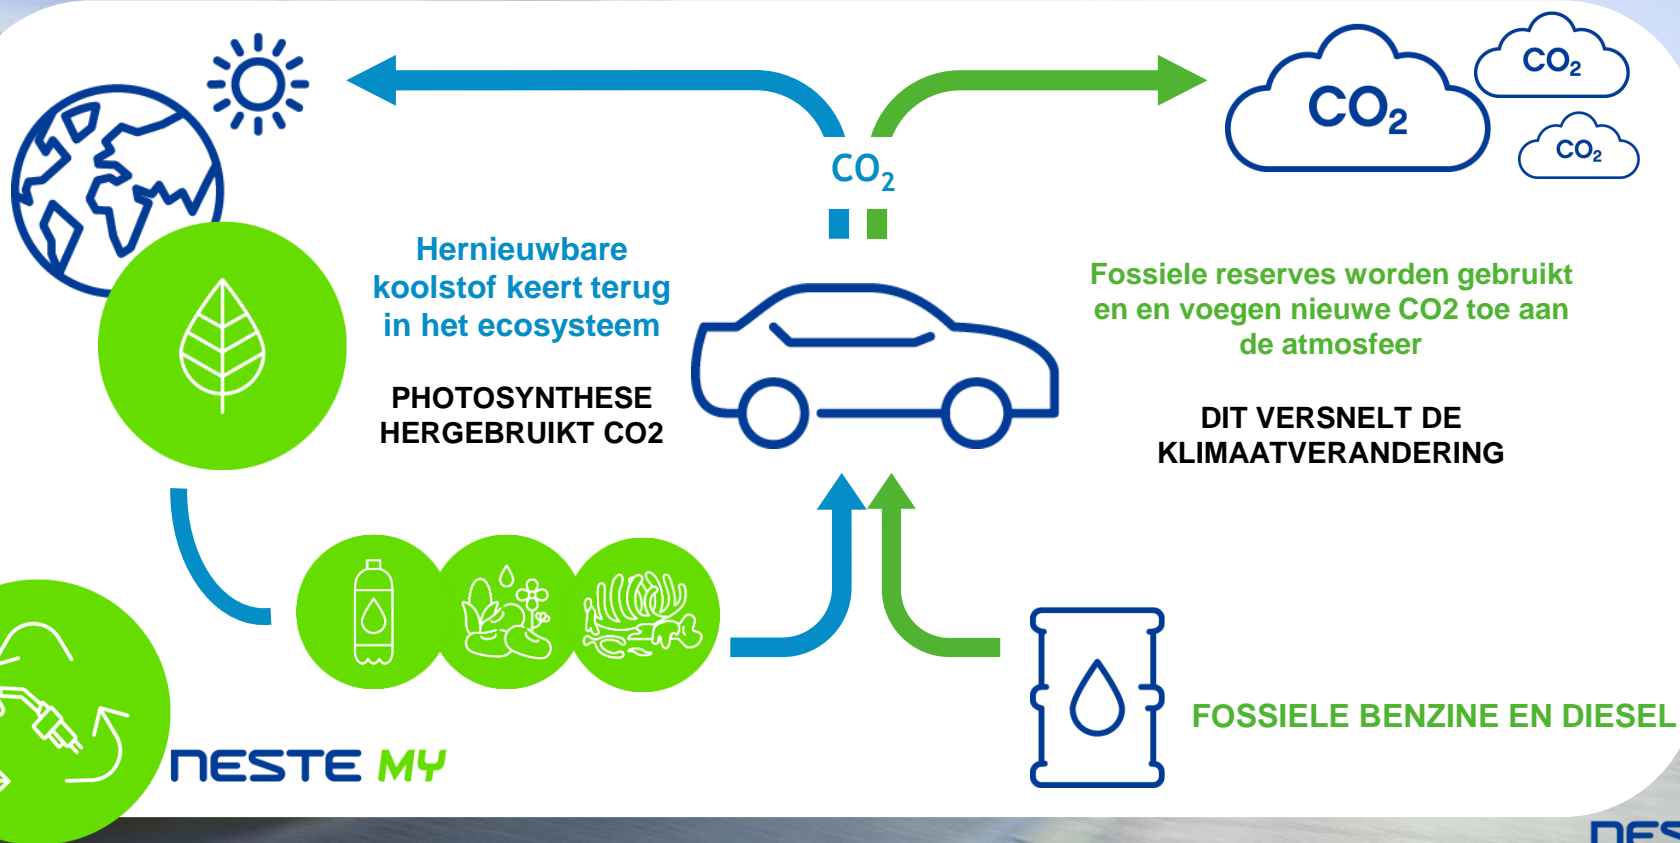 CO2
CO2
CO2
CO2
Hernieuwbare
koolstof keert terug
in het ecosysteem
PHOTOSYNTHESE
HERGEBRUIKT CO2
Fossiele reserves worden gebruikt
en en voegen nieuwe CO2 toe aan
de atmosfeer
DIT VERSNELT DE
KLIMAATVERANDERING
FOSSIELE BENZINE EN DIESEL
NESTE MY